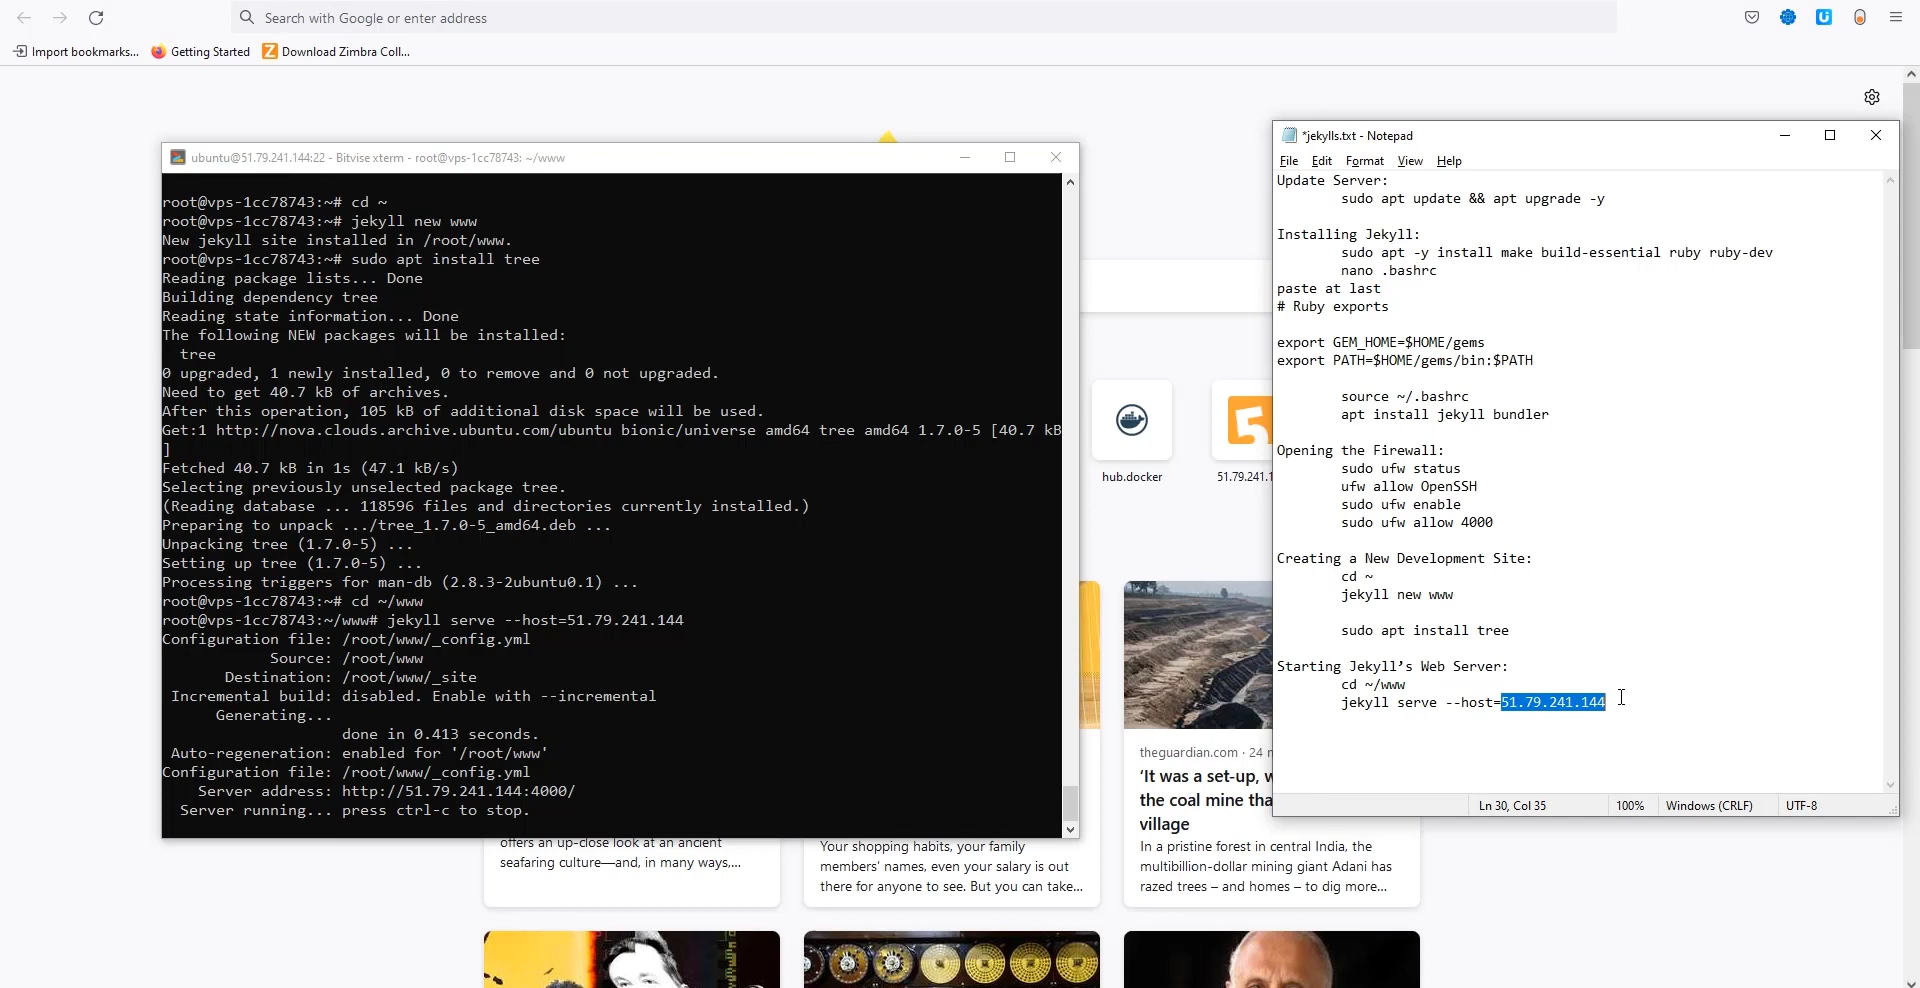 Search with Google or enter address
Import bookmarks...
Getting Started
Download Zimbra Coll...
ubuntu@51.79.241.144:22 - Bitvise xterm - root@vps-1cc78743: ~/www
root@vps-1cc78743:~# cd ~
root@vps-1cc78743:~# jekyll new www
New jekyll site installed in /root/www.
root@vps-1cc78743:~# sudo apt install tree
Reading package lists... Done
Building dependency tree
Reading state information... Done
The following NEW packages will be installed:
tree
0 upgraded, 1 newly installed, 0 to remove and 0 not upgraded.
Need to get 40.7 kB of archives.
After this operation, 105 kB of additional disk space will be used.
Get:1 http://nova.clouds.archive.ubuntu.com/ubuntu bionic/universe amd64 tree amd64 1.7.0-5 [40.7 kB
]
Fetched 40.7 kB in 1s (47.1 kB/s)
Selecting previously unselected package tree.
(Reading database ... 118596 files and directories currently installed.)
Preparing to unpack .../tree_1.7.0-5_amd64.deb ...
Unpacking tree (1.7.0-5) ...
Setting up tree (1.7.0-5) ...
Processing triggers for man-db (2.8.3-2ubuntu0.1) ...
root@vps-1cc78743:~# cd ~/www
root@vps-1cc78743:~/www# jekyll serve --host=51.79.241.144
Configuration file: /root/www/_config.yml
Source: /root/www
Destination: /root/www/_site
Incremental build: disabled. Enable with --incremental
Generating...
done in 0.413 seconds.
Auto-regeneration: enabled for '/root/www'
Configuration file: /root/www/_config.yml
Server address: http://51.79.241.144:4000/
Server running... press ctrl-c to stop.
*jekylls.txt - Notepad
File Edit Format View Help
Update Server:
sudo apt update && apt upgrade -y
Installing Jekyll:
sudo apt -y install make build-essential ruby ruby-dev
nano .bashrc
paste at last
# Ruby exports
export GEM_HOME=$HOME/gems
export PATH=$HOME/gems/bin:$PATH
source ~/.bashrc
apt install jekyll bundler
Opening the Firewall:
sudo ufw status
ufw allow OpenSSH
sudo ufw enable
sudo ufw allow 4000
Creating a New Development Site:
cd ~
jekyll new www
sudo apt install tree
Starting Jekyll’s Web Server:
cd ~/www
jekyll serve --host=51.79.241.144
Ln 30, Col 35
100%
Windows (CRLF)
UTF-8
hub.docker
51.79.241.1
offers an up-close look at an ancient
seafaring culture—and, in many ways,...
Your shopping habits, your family
members’ names, even your salary is out
there for anyone to see. But you can take...
theguardian.com · 24
‘It was a set-up,
the coal mine tha
village
In a pristine forest in central India, the
multibillion-dollar mining giant Adani has
razed trees – and homes – to dig more...